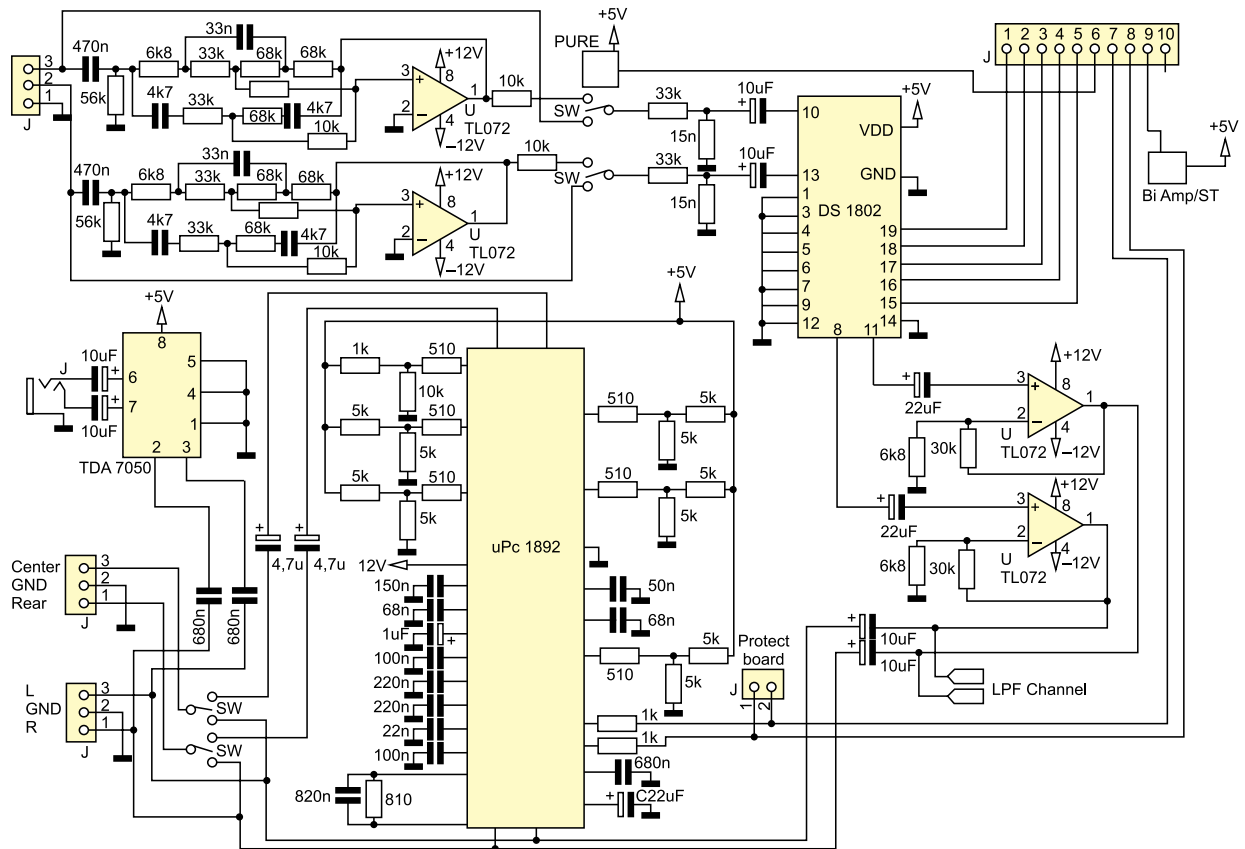 +5V
PURE
+5V
J
1 2 3 4 5 6 7 8 9 10
470n
3
2
1
J
56k
6k8
33n
33k
68k
68k
4k7
33k
68k
4k7
10k
+12V
3
8
1
2
4
U
TL072
–12V
10k
SW
33k
15n
10uF
+
10
VDD
+5V
GND
13
DS 1802
1
3
4
5
6
7
9
12
8
11
19
18
17
16
15
14
+5V
Bi Amp/ST
470n
56k
6k8
33n
33k
68k
68k
4k7
33k
68k
4k7
10k
+12V
3
8
1
2
4
U
TL072
–12V
10k
SW
33k
15n
10uF
+
+5V
+5V
8
J
10uF
+
6
5
4
7
+
10uF
1
2
3
TDA 7050
1k
510
10k
5k
510
5k
5k
510
5k
510
5k
5k
510
5k
5k
uPc 1892
+
4,7u
+
4,7u
12V
150n
68n
1uF
+
100n
220n
220n
22n
100n
820n
810
50n
68n
510
5k
5k
1k
1k
680n
+
C22uF
Protect
board
J
1
2
+
22uF
+12V
3
8
1
2
4
U
TL072
–12V
6k8
30k
+
22uF
+12V
3
8
1
2
4
U
TL072
–12V
6k8
30k
+
10uF
+
10uF
LPF Channel
Center
GND
Rear
3
2
1
J
680n
680n
L
GND
R
3
2
1
J
SW
SW